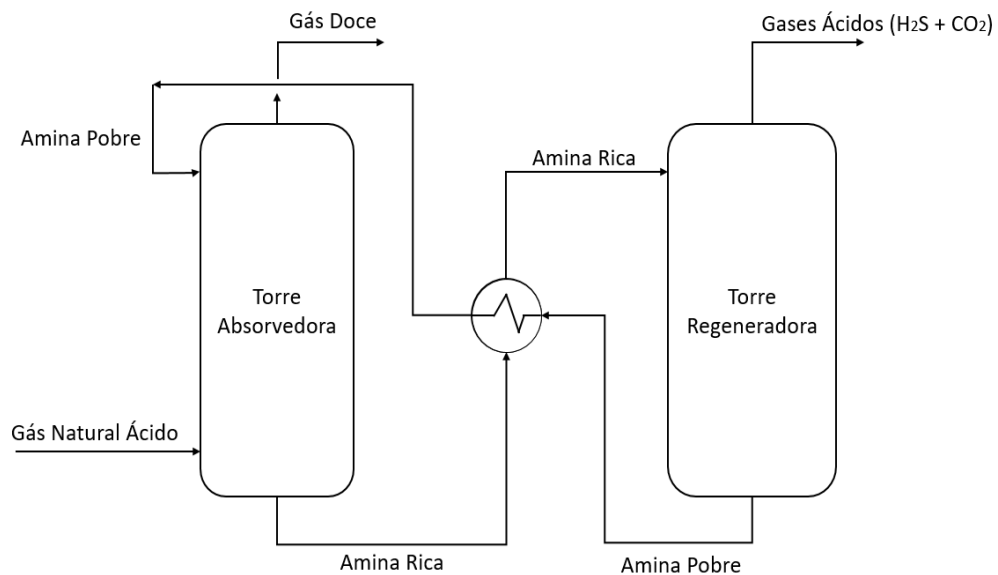 Gás Doce
Gases Ácidos (H₂S + CO₂)
Amina Pobre
Amina Rica
Torre
Absorvedora
Torre
Regeneradora
Gás Natural Ácido
Amina Rica
Amina Pobre